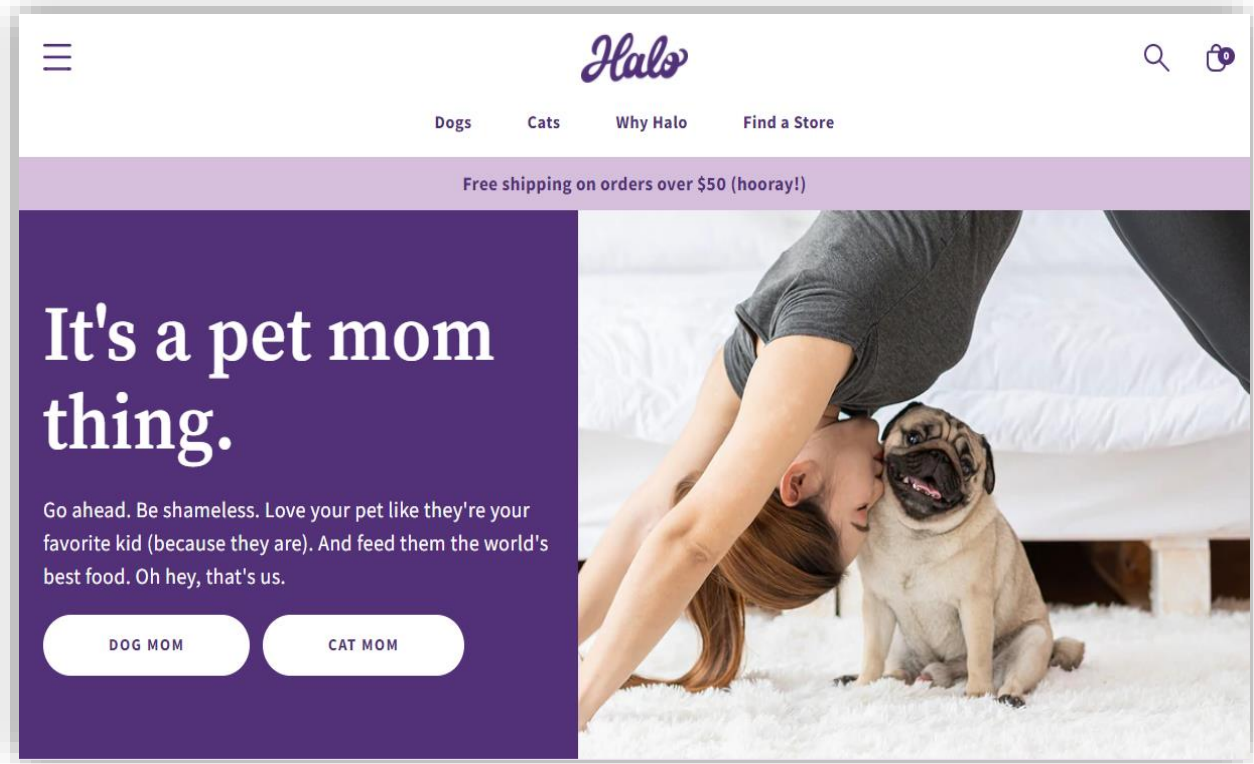 Halo
0
Dogs Cats Why Halo Find a Store
Free shipping on orders over $50 (hooray!)
It's a pet mom
thing.
Go ahead. Be shameless. Love your pet like they're your
favorite kid (because they are). And feed them the world's
best food. Oh hey, that's us.
DOG MOM CAT MOM